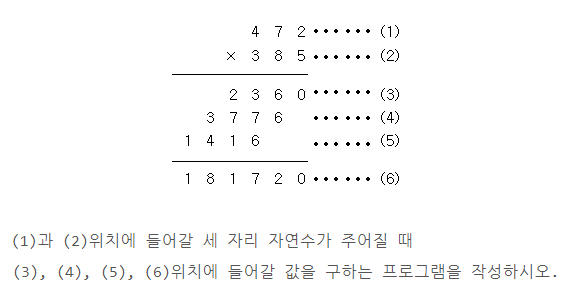 4 7 2 ······ (1)
× 3 8 5 ······ (2)
2 3 6 0 ······ (3)
3 7 7 6 ······ (4)
1 4 1 6 ······ (5)
1 8 1 7 2 0 ······ (6)
(1)과 (2)위치에 들어갈 세 자리 자연수가 주어질 때
(3), (4), (5), (6)위치에 들어갈 값을 구하는 프로그램을 작성하시오.